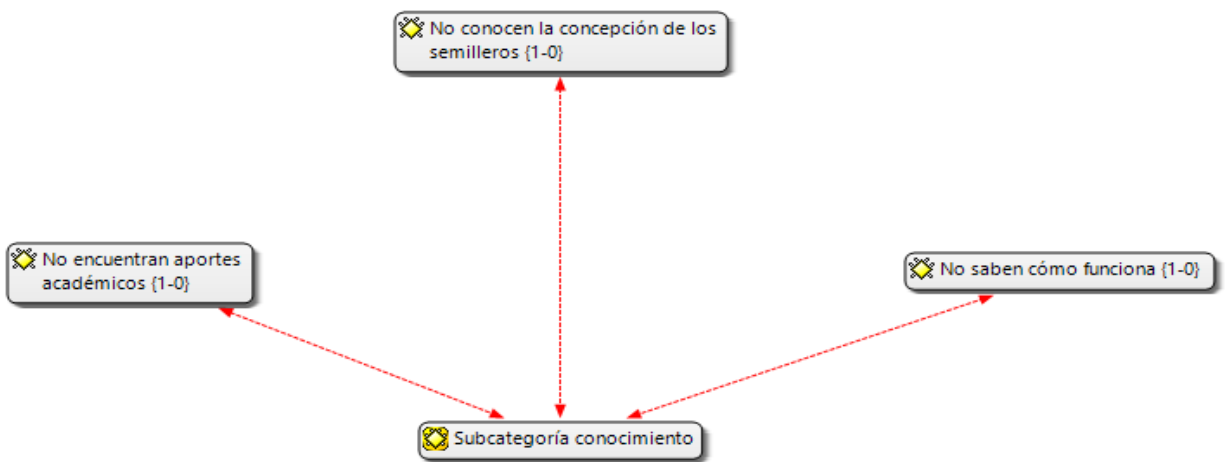 No conocen la concepción de los
semilleros {1-0}
No encuentran aportes
académicos {1-0}
No saben cómo funciona {1-0}
Subcategoría conocimiento